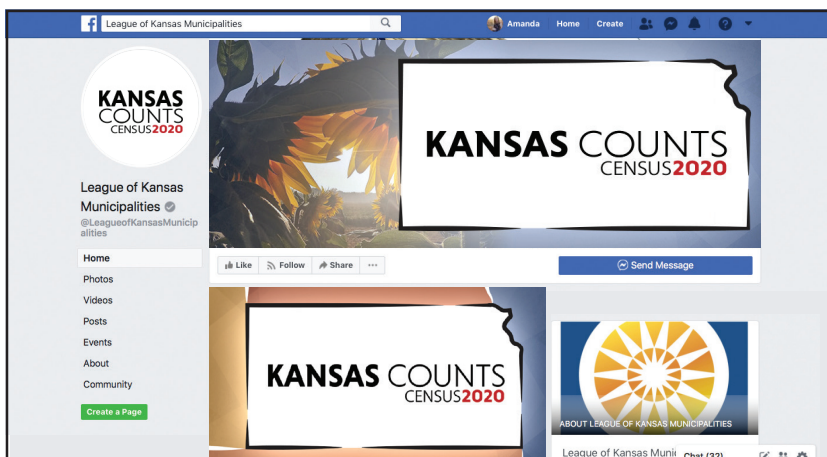 League of Kansas Municipalities
Amanda Home Create
KANSAS
COUNTS
CENSUS2020
KANSAS COUNTS
CENSUS2020
League of Kansas
Municipalities
@LeagueofKansasMunicip
alities
Home
Photos
Videos
Posts
Events
About
Community
Create a Page
Like Follow Share
Send Message
KANSAS COUNTS
CENSUS2020
ABOUT LEAGUE OF KANSAS MUNICIPALITIES
League of Kansas Munic
Chat (32)